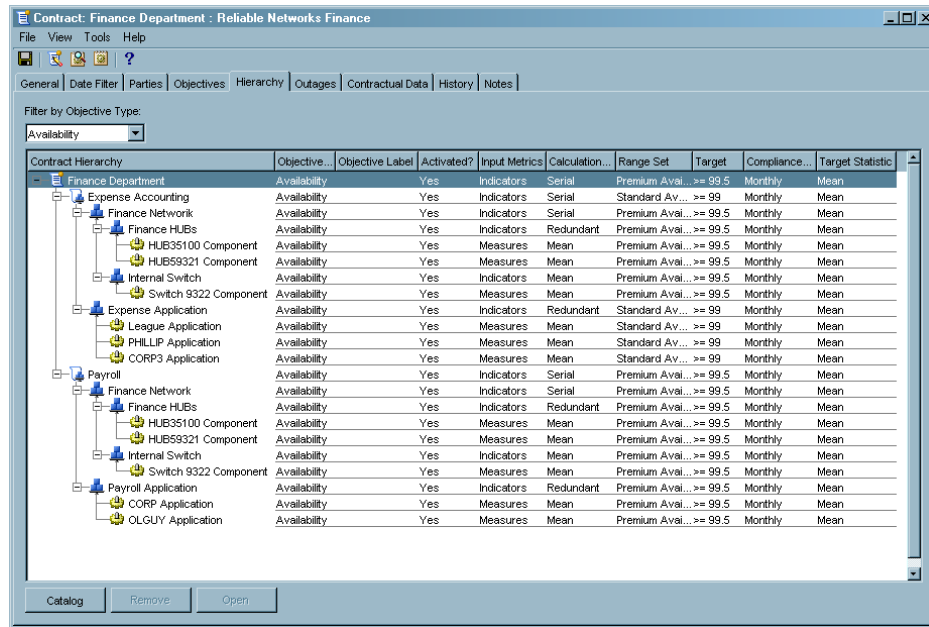 Contract: Finance Department : Reliable Networks Finance
File View Tools Help
General Date Filter Parties Objectives Hierarchy Outages Contractual Data History Notes
Filter by Objective Type:
Availability
Contract Hierarchy Objective... Objective Label Activated? Input Metrics Calculation... Range Set Target Compliance... Target Statistic
Finance Department Availability Yes Indicators Serial Premium Avai... >= 99.5 Monthly Mean
Expense Accounting Availability Yes Indicators Serial Standard Av... >= 99 Monthly Mean
Finance Networik Availability Yes Indicators Serial Premium Avai... >= 99.5 Monthly Mean
Finance HUBs Availability Yes Indicators Redundant Premium Avai... >= 99.5 Monthly Mean
HUB35100 Component Availability Yes Measures Mean Premium Avai... >= 99.5 Monthly Mean
HUB59321 Component Availability Yes Measures Mean Premium Avai... >= 99.5 Monthly Mean
Internal Switch Availability Yes Indicators Mean Premium Avai... >= 99.5 Monthly Mean
Switch 9322 Component Availability Yes Measures Mean Premium Avai... >= 99.5 Monthly Mean
Expense Application Availability Yes Indicators Redundant Standard Av... >= 99 Monthly Mean
League Application Availability Yes Measures Mean Standard Av... >= 99 Monthly Mean
PHILLIP Application Availability Yes Measures Mean Standard Av... >= 99 Monthly Mean
CORP3 Application Availability Yes Measures Mean Standard Av... >= 99 Monthly Mean
Payroll Availability Yes Indicators Serial Premium Avai... >= 99.5 Monthly Mean
Finance Network Availability Yes Indicators Serial Premium Avai... >= 99.5 Monthly Mean
Finance HUBs Availability Yes Indicators Redundant Premium Avai... >= 99.5 Monthly Mean
HUB35100 Component Availability Yes Measures Mean Premium Avai... >= 99.5 Monthly Mean
HUB59321 Component Availability Yes Measures Mean Premium Avai... >= 99.5 Monthly Mean
Internal Switch Availability Yes Indicators Mean Premium Avai... >= 99.5 Monthly Mean
Switch 9322 Component Availability Yes Measures Mean Premium Avai... >= 99.5 Monthly Mean
Payroll Application Availability Yes Indicators Redundant Premium Avai... >= 99.5 Monthly Mean
CORP Application Availability Yes Measures Mean Premium Avai... >= 99.5 Monthly Mean
OLGUY Application Availability Yes Measures Mean Premium Avai... >= 99.5 Monthly Mean
Catalog Remove Open